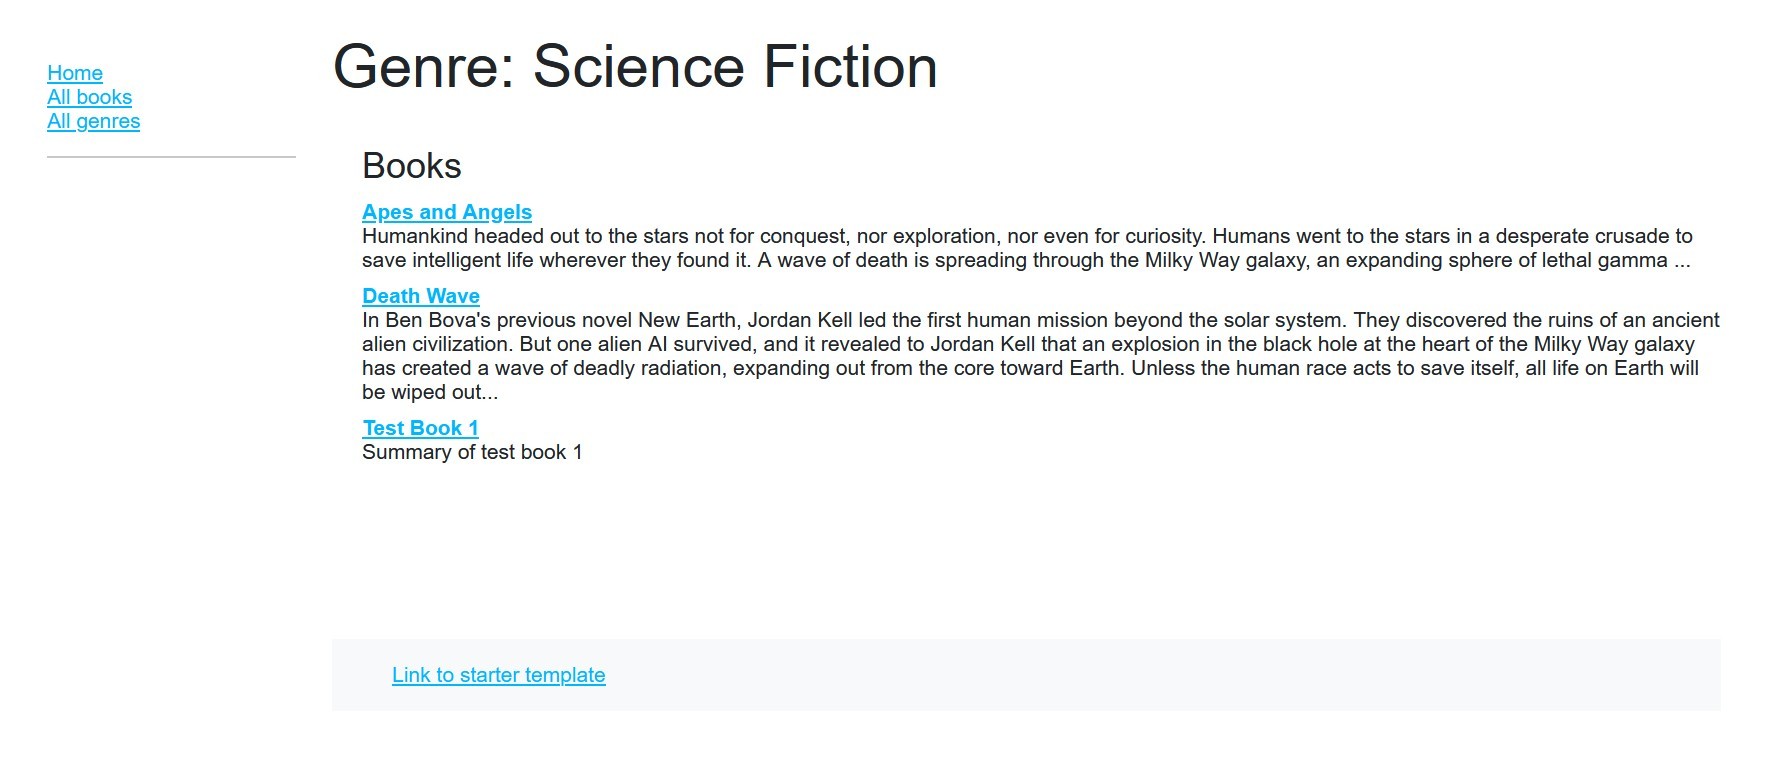 Home
All books
All genres
Genre: Science Fiction
Books
Apes and Angels
Humankind headed out to the stars not for conquest, nor exploration, nor even for curiosity. Humans went to the stars in a desperate crusade to
save intelligent life wherever they found it. A wave of death is spreading through the Milky Way galaxy, an expanding sphere of lethal gamma ...
Death Wave
In Ben Bova's previous novel New Earth, Jordan Kell led the first human mission beyond the solar system. They discovered the ruins of an ancient
alien civilization. But one alien AI survived, and it revealed to Jordan Kell that an explosion in the black hole at the heart of the Milky Way galaxy
has created a wave of deadly radiation, expanding out from the core toward Earth. Unless the human race acts to save itself, all life on Earth will
be wiped out...
Test Book 1
Summary of test book 1
Link to starter template